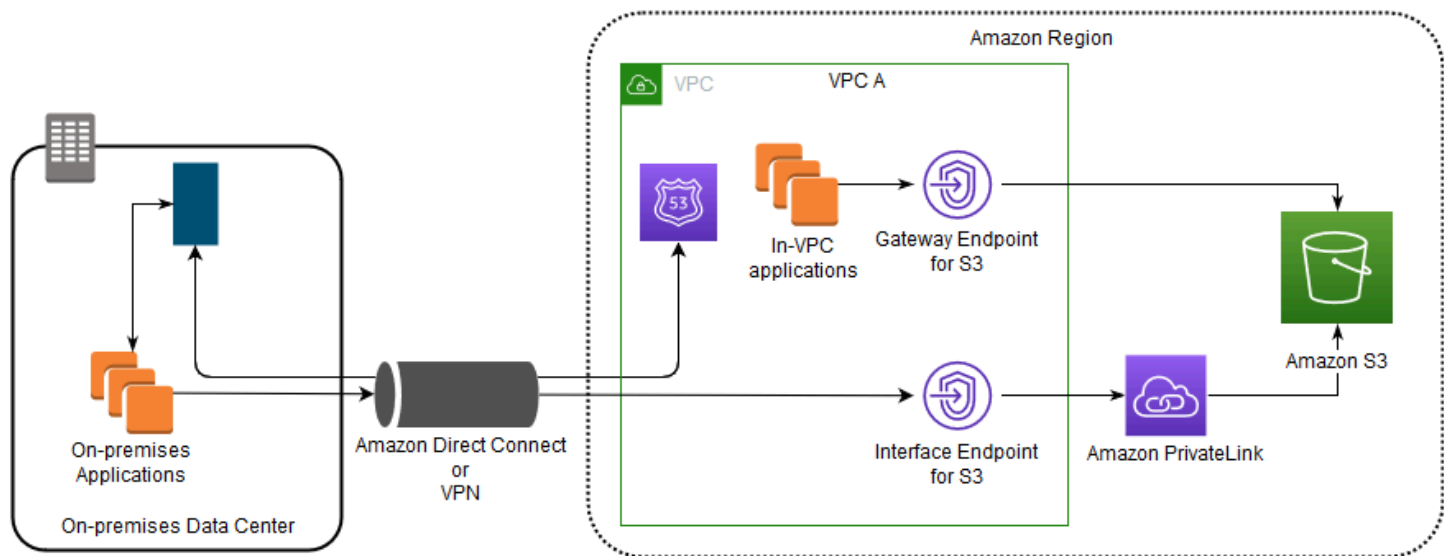 Amazon Region
VPC
VPC A
53
In-VPC
applications
Gateway Endpoint
for S3
Amazon S3
On-premises
Applications
Amazon Direct Connect
or
VPN
Interface Endpoint
for S3
Amazon PrivateLink
On-premises Data Center